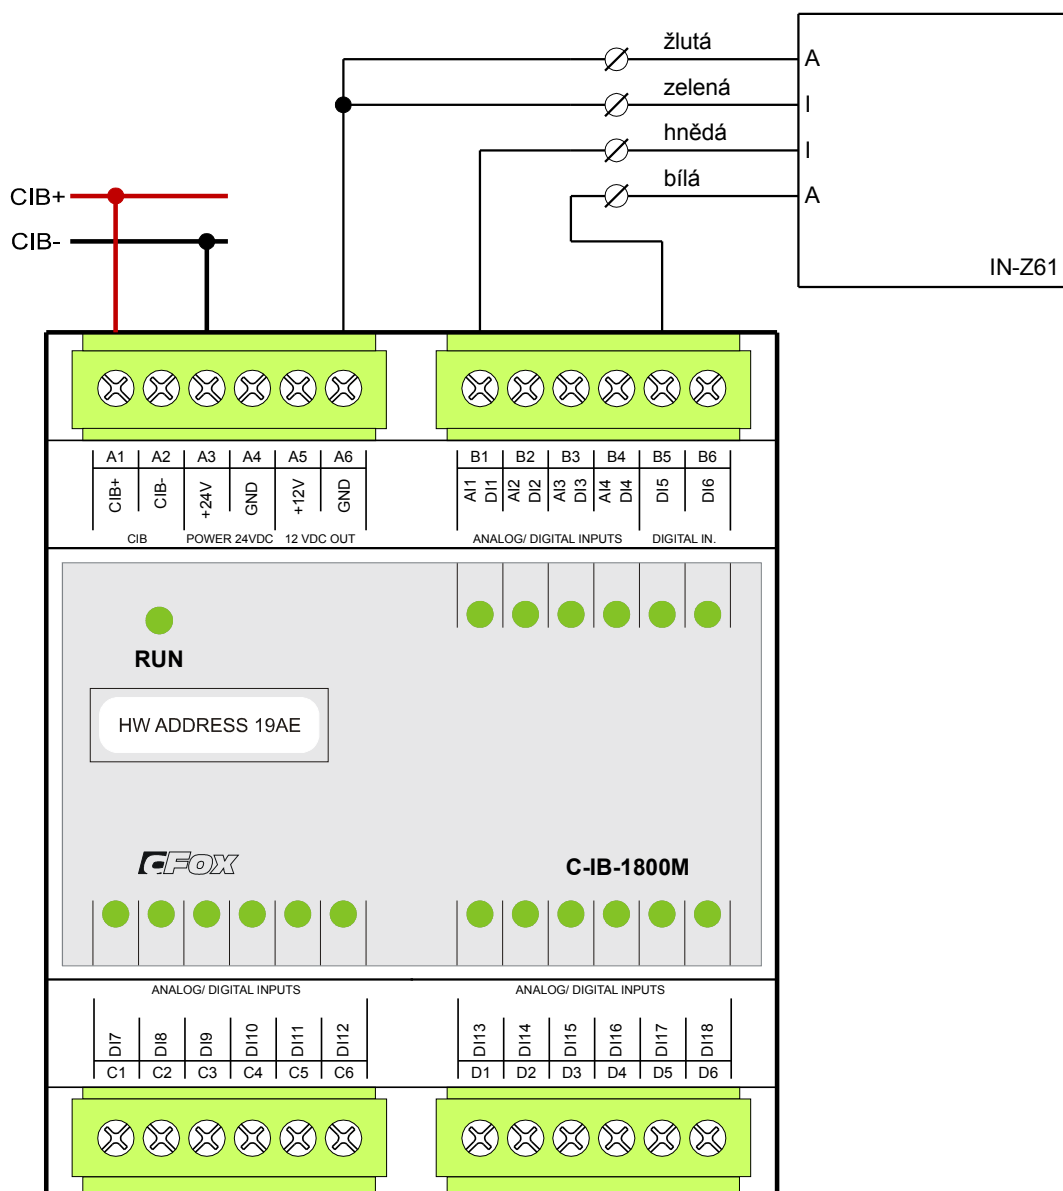 žlutá
A
zelená
I
hnědá
I
bílá
A
CIB+
CIB-
IN-Z61
A1 A2 A3 A4 A5 A6
B1 B2 B3 B4 B5 B6
CIB+ CIB- +24V GND +12V GND
AI1 DI1 AI2 DI2 AI3 DI3 AI4 DI4 DI5 DI6
CIB POWER 24VDC 12 VDC OUT
ANALOG/ DIGITAL INPUTS DIGITAL IN.
RUN
HW ADDRESS 19AE
CFOX
C-IB-1800M
ANALOG/ DIGITAL INPUTS
ANALOG/ DIGITAL INPUTS
DI7 DI8 DI9 DI10 DI11 DI12
DI13 DI14 DI15 DI16 DI17 DI18
C1 C2 C3 C4 C5 C6
D1 D2 D3 D4 D5 D6